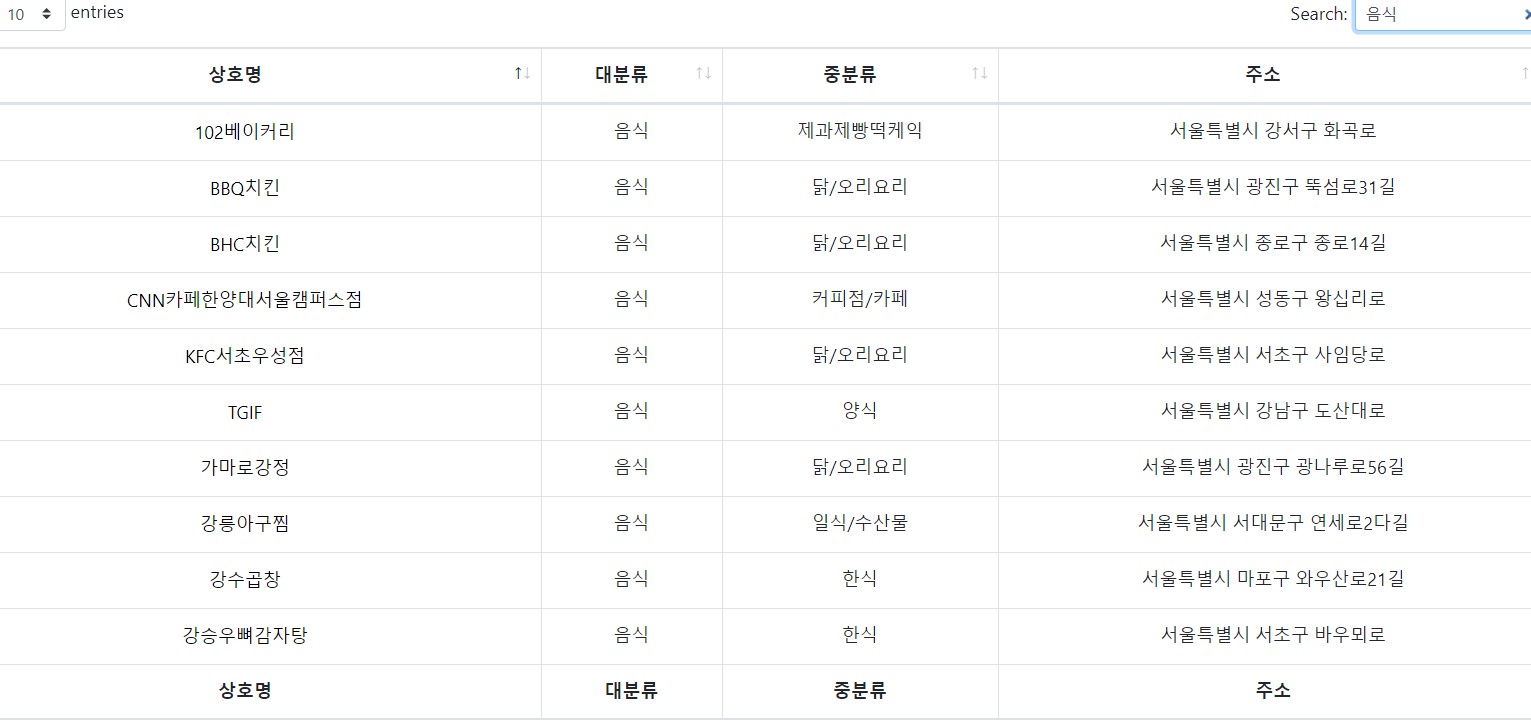 10 entries Search: 음식
상호명 대분류 중분류 주소
102베이커리 음식 제과제빵떡케익 서울특별시 강서구 화곡로
BBQ치킨 음식 닭/오리요리 서울특별시 광진구 뚝섬로31길
BHC치킨 음식 닭/오리요리 서울특별시 종로구 종로14길
CNN카페한양대서울캠퍼스점 음식 커피점/카페 서울특별시 성동구 왕십리로
KFC서초우성점 음식 닭/오리요리 서울특별시 서초구 사임당로
TGIF 음식 양식 서울특별시 강남구 도산대로
가마로강정 음식 닭/오리요리 서울특별시 광진구 광나루로56길
강릉아구찜 음식 일식/수산물 서울특별시 서대문구 연세로2다길
강수곱창 음식 한식 서울특별시 마포구 와우산로21길
강승우뼈감자탕 음식 한식 서울특별시 서초구 바우뫼로
상호명 대분류 중분류 주소